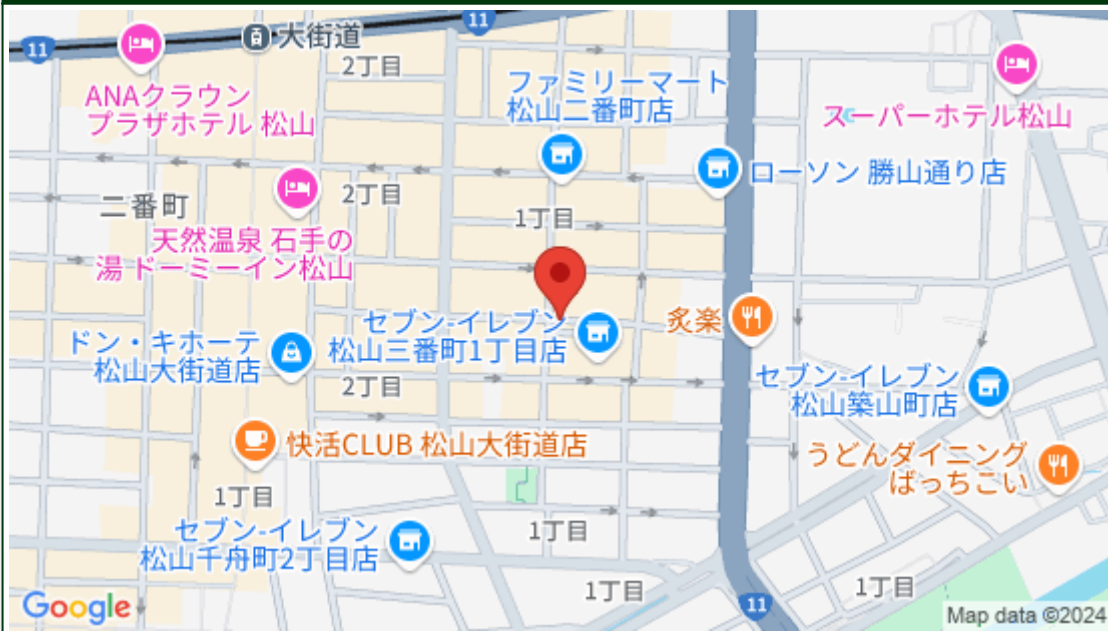 11
大街道
11
2丁目
ANAクラウン
プラザホテル 松山
ファミリーマート
松山二番町店
スーパーホテル松山
ローソン 勝山通り店
二番町
2丁目
1丁目
天然温泉 石手の
湯 ドーミーイン松山
セブン-イレブン
松山三番町1丁目店
炙楽
ドン・キホーテ
松山大街道店
2丁目
セブン-イレブン
松山築山町店
快活CLUB 松山大街道店
うどんダイニング
ばっちこい
1丁目
セブン-イレブン
松山千舟町2丁目店
1丁目
1丁目
1丁目
11
Google
Map data ©2024